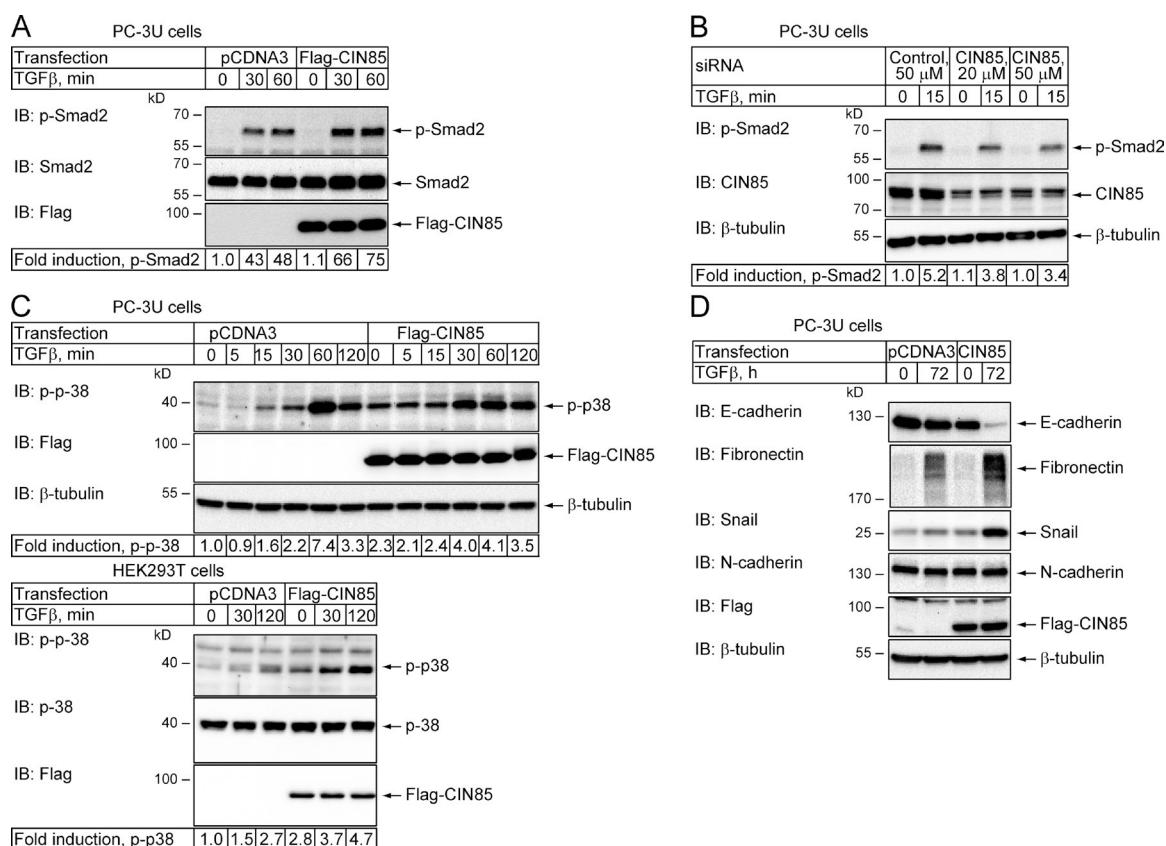 A
PC-3U cells
Transfection pCDNA3 Flag-CIN85
TGFβ, min 0 30 60 0 30 60
kD
IB: p-Smad2 70 p-Smad2
55
IB: Smad2 70 Smad2
55
IB: Flag 100 Flag-CIN85
Fold induction, p-Smad2 1.0 43 48 1.1 66 75
B
PC-3U cells
siRNA Control, 50 μM CIN85, 20 μM CIN85, 50 μM
TGFβ, min 0 15 0 15 0 15
kD
IB: p-Smad2 70 p-Smad2
55
IB: CIN85 100 CIN85
70
IB: β-tubulin 55 β-tubulin
Fold induction, p-Smad2 1.0 5.2 1.1 3.8 1.0 3.4
C
PC-3U cells
Transfection pCDNA3 Flag-CIN85
TGFβ, min 0 5 15 30 60 120 0 5 15 30 60 120
kD
IB: p-p-38 40 p-p38
IB: Flag 100 Flag-CIN85
IB: β-tubulin 55 β-tubulin
Fold induction, p-p-38 1.0 0.9 1.6 2.2 7.4 3.3 2.3 2.1 2.4 4.0 4.1 3.5
HEK293T cells
Transfection pCDNA3 Flag-CIN85
TGFβ, min 0 30 120 0 30 120
kD
IB: p-p-38 40 p-p38
IB: p-38 40 p-38
IB: Flag 100 Flag-CIN85
Fold induction, p-p38 1.0 1.5 2.7 2.8 3.7 4.7
D
PC-3U cells
Transfection pCDNA3 CIN85
TGFβ, h 0 72 0 72
kD
IB: E-cadherin 130 E-cadherin
IB: Fibronectin Fibronectin
170
IB: Snail 25 Snail
IB: N-cadherin 130 N-cadherin
IB: Flag 100 Flag-CIN85
70
IB: β-tubulin 55 β-tubulin